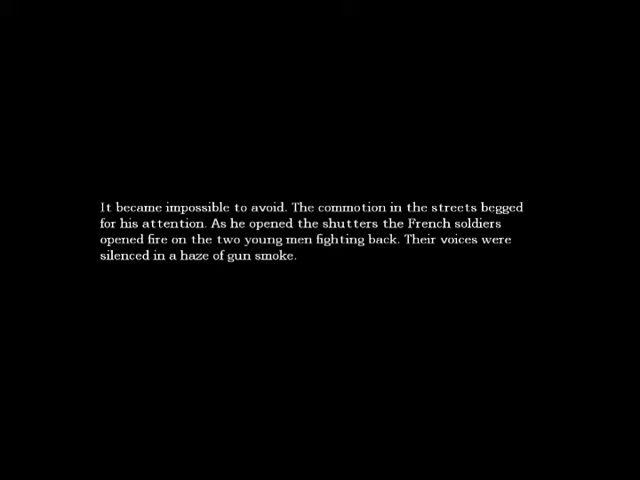 It became impossible to avoid. The commotion in the streets begged
for his attention. As he opened the shutters the French soldiers
opened fire on the two young men fighting back. Their voices were
silenced in a haze of gun smoke.